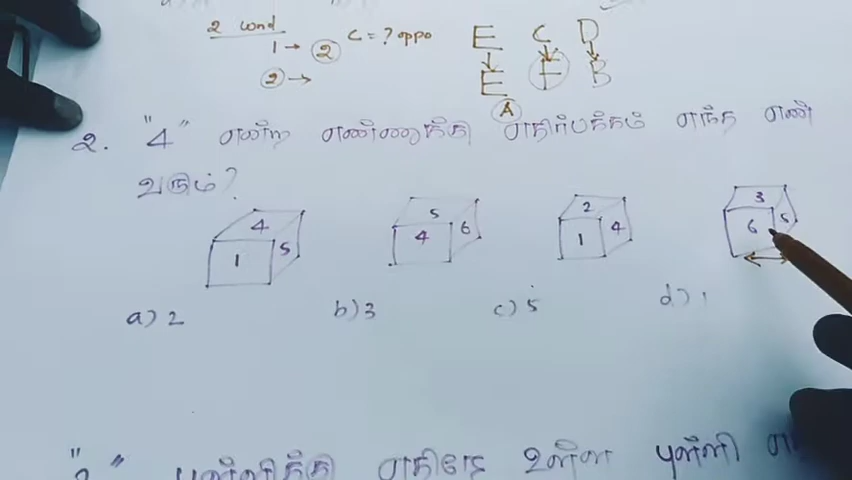 2 cond C = ? oppo E C D
1 → 2
2 → E F B
A
2. "4" என்ற எண்ணுக்கு எதிர்பக்கம் எந்த எண்
வரும்?
4 1 5
5 4 6
2 1 4
3 6 5
a) 2 b) 3 c) 5 d) 1